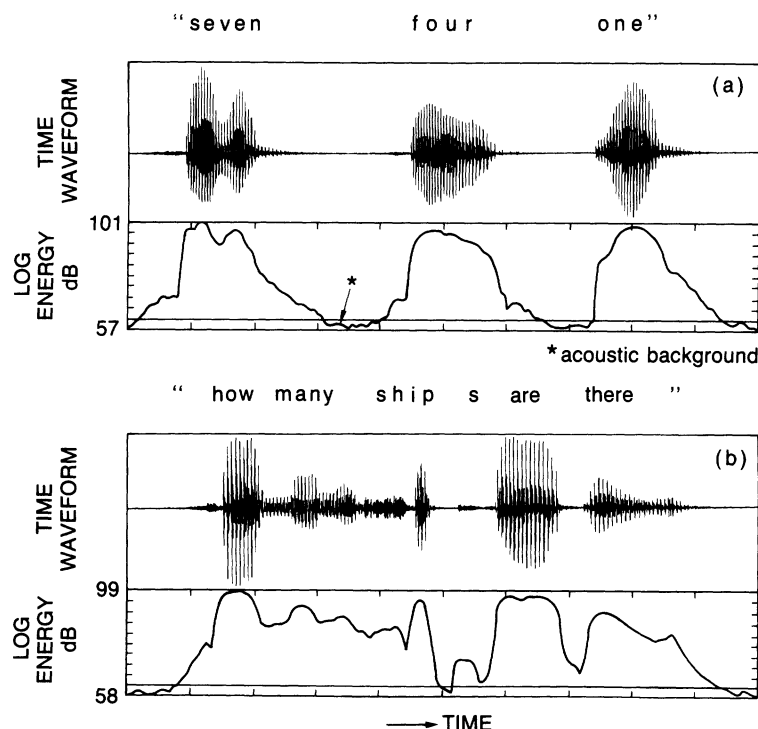 "seven four one"
(a)
TIME
WAVEFORM
101
LOG
ENERGY
dB
*
57
* acoustic background
" how many ship s are there "
(b)
TIME
WAVEFORM
99
LOG
ENERGY
dB
58
TIME